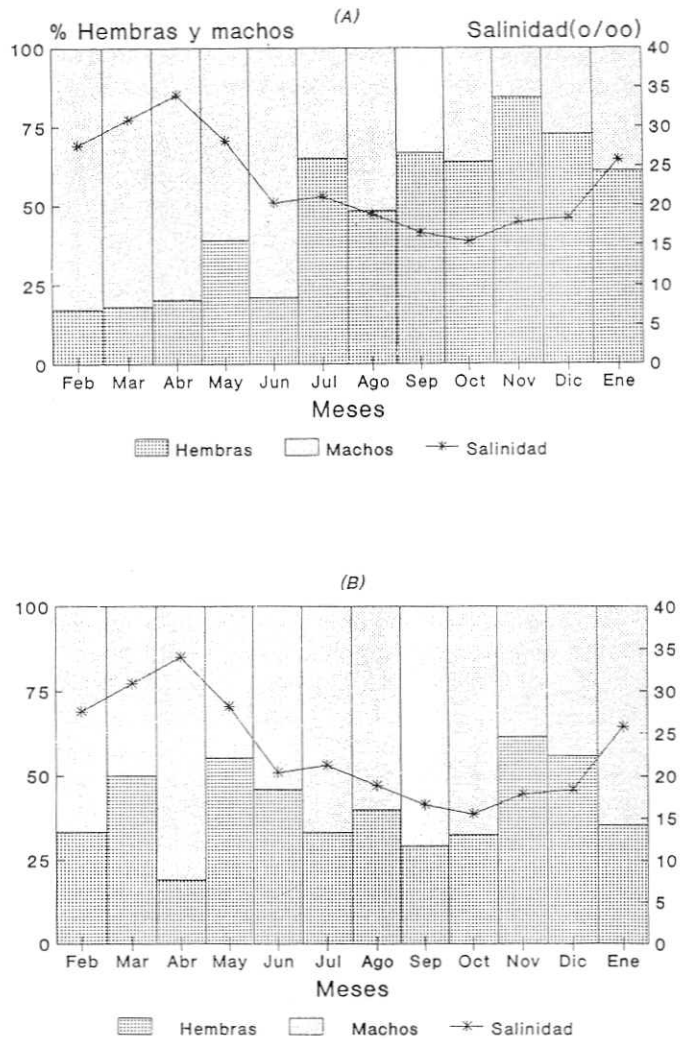 (A)
% Hembras y machos Salinidad(o/oo)
100 40
35
75 30
25
50 20
15
25 10
5
0 0
Feb Mar Abr May Jun Jul Ago Sep Oct Nov Dic Ene
Meses
Hembras Machos Salinidad
(B)
100 40
35
75 30
25
50 20
15
25 10
5
0 0
Feb Mar Abr May Jun Jul Ago Sep Oct Nov Dic Ene
Meses
Hembras Machos Salinidad